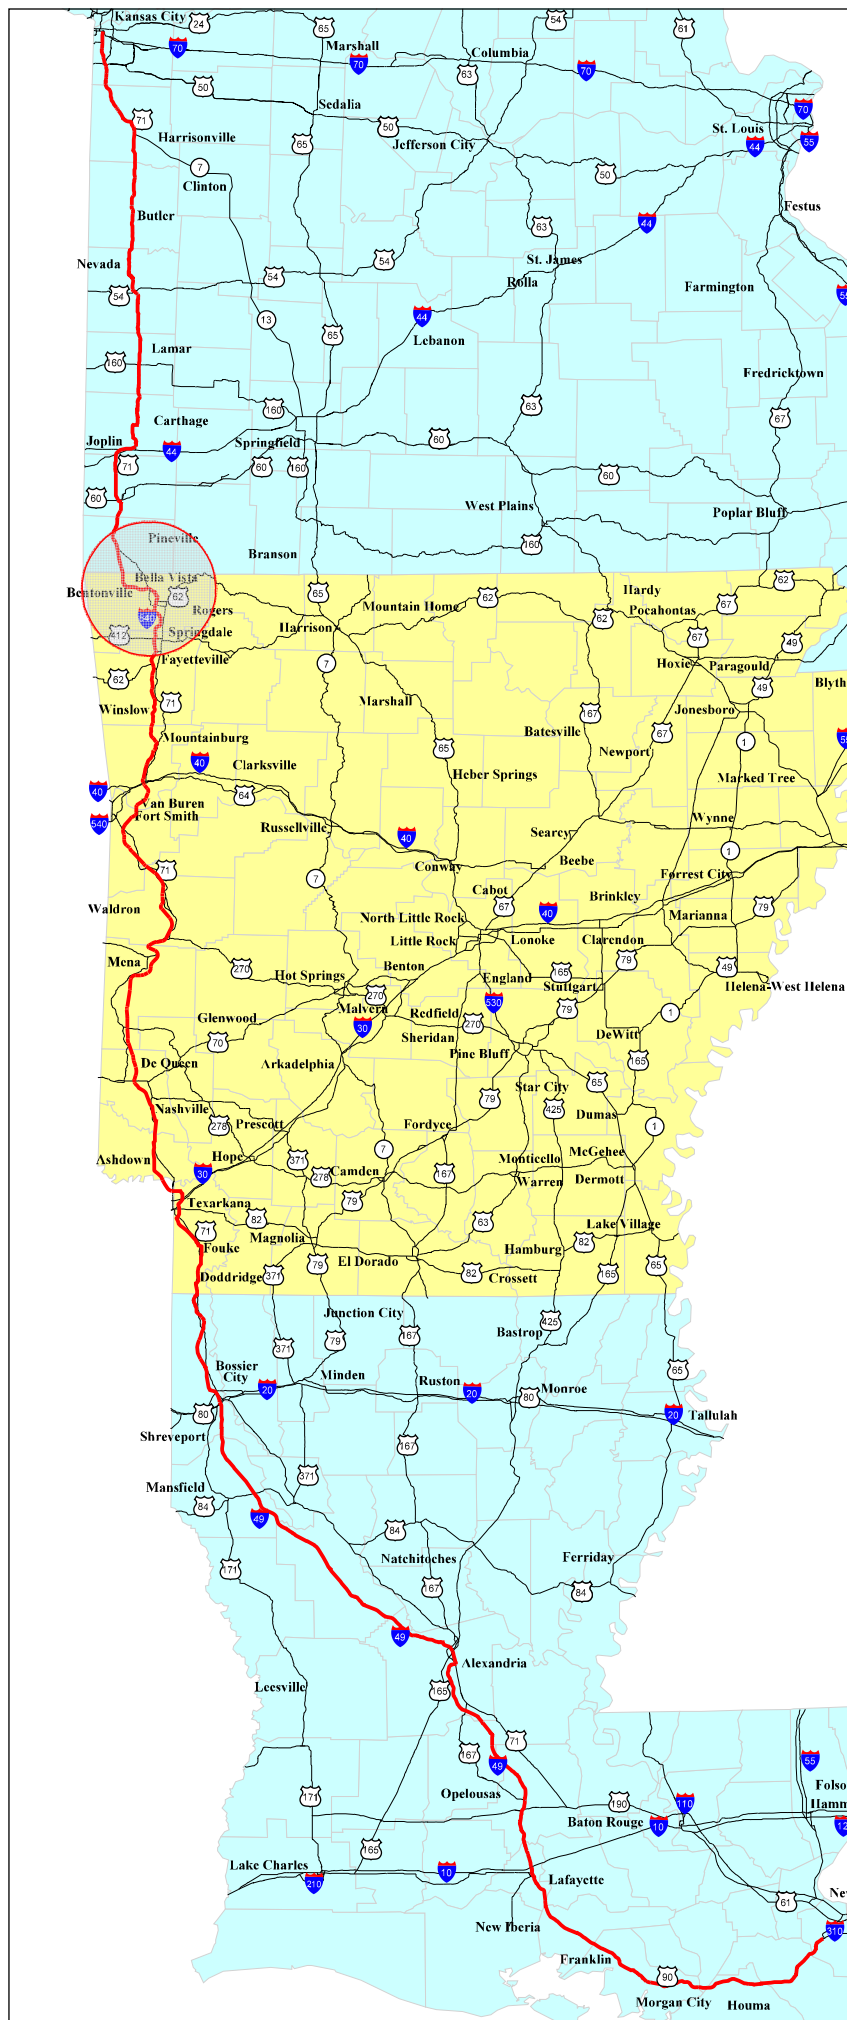 Kansas City
24
65
54
61
Marshall
Columbia
70
70
63
70
50
Sedalia
70
71
Harrisonville
50
St. Louis
65
Jefferson City
44
55
7
Clinton
50
Butler
63
Festus
44
Nevada
54
54
St. James
Rolla
Farmington
54
55
13
44
65
Lebanon
Lamar
160
Fredricktown
160
63
Carthage
67
Joplin
44
Springfield
60
71
60
160
60
60
West Plains
Poplar Bluff
Pineville
Branson
160
Bella Vista
62
Bentonville
62
65
Mountain Home
62
Hardy
67
Rogers
Pocahontas
540
62
412
Springdale
Harrison
67
49
Fayetteville
7
Hoxie
Paragould
62
49
Blyth
Winslow
71
Marshall
167
Jonesboro
Batesville
67
Mountainburg
65
Newport
1
55
40
Clarksville
Heber Springs
Marked Tree
40
64
Van Buren
Fort Smith
540
Russellville
40
Searcy
Wynne
71
Conway
Beebe
1
7
Cabot
Forrest City
Waldron
67
40
Brinkley
79
North Little Rock
Marianna
Little Rock
Lonoke
Clarendon
Mena
270
Benton
79
49
Hot Springs
England
165
Stuttgart
Helena-West Helena
270
530
Malvern
Redfield
79
1
Glenwood
30
270
70
Sheridan
DeWitt
De Queen
Arkadelphia
Pine Bluff
165
Star City
65
Nashville
79
425
Dumas
278
Prescott
Fordyce
1
Ashdown
Hope
371
7
Monticello
McGehee
30
278
Camden
167
Warren
Dermott
Texarkana
79
82
63
Lake Village
71
Magnolia
Fouke
Hamburg
82
El Dorado
79
65
Doddridge
371
82
Crossett
165
Junction City
425
79
167
Bastrop
371
Bossier
City
Minden
Ruston
65
20
20
Monroe
80
80
20
Tallulah
Shreveport
167
371
Mansfield
84
49
84
Natchitoches
Ferriday
171
167
84
49
Alexandria
Leesville
165
71
167
49
55
Opelousas
171
190
110
Folso
Hamm
Baton Rouge
10
12
165
Lake Charles
10
Lafayette
210
61
Ne
New Iberia
310
Franklin
90
Morgan City
Houma